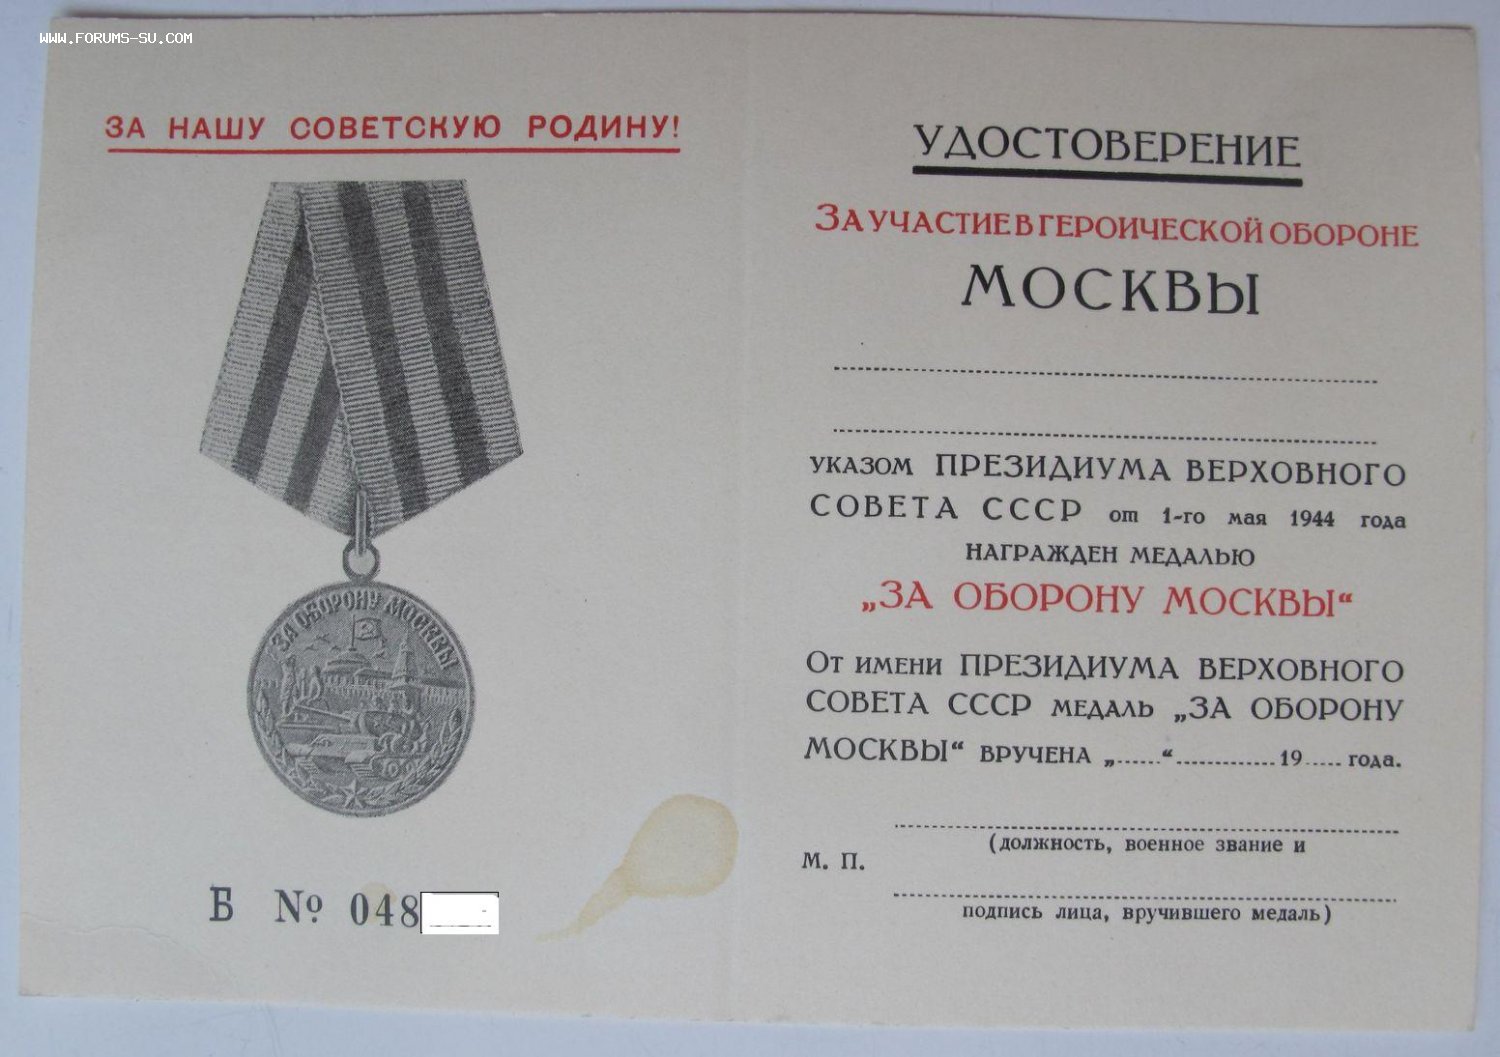 WWW.FORUMS-SU.COM
ЗА НАШУ СОВЕТСКУЮ РОДИНУ!
ЗА ОБОРОНУ МОСКВЫ
Б № 048
УДОСТОВЕРЕНИЕ
ЗА УЧАСТИЕ В ГЕРОИЧЕСКОЙ ОБОРОНЕ
МОСКВЫ
УКАЗОМ ПРЕЗИДИУМА ВЕРХОВНОГО
СОВЕТА СССР от 1-го мая 1944 года
НАГРАЖДЕН МЕДАЛЬЮ
„ЗА ОБОРОНУ МОСКВЫ“
ОТ ИМЕНИ ПРЕЗИДИУМА ВЕРХОВНОГО
СОВЕТА СССР МЕДАЛЬ „ЗА ОБОРОНУ
МОСКВЫ“ ВРУЧЕНА „......“.............19.....года.
(должность, военное звание и
М. П.
подпись лица, вручившего медаль)